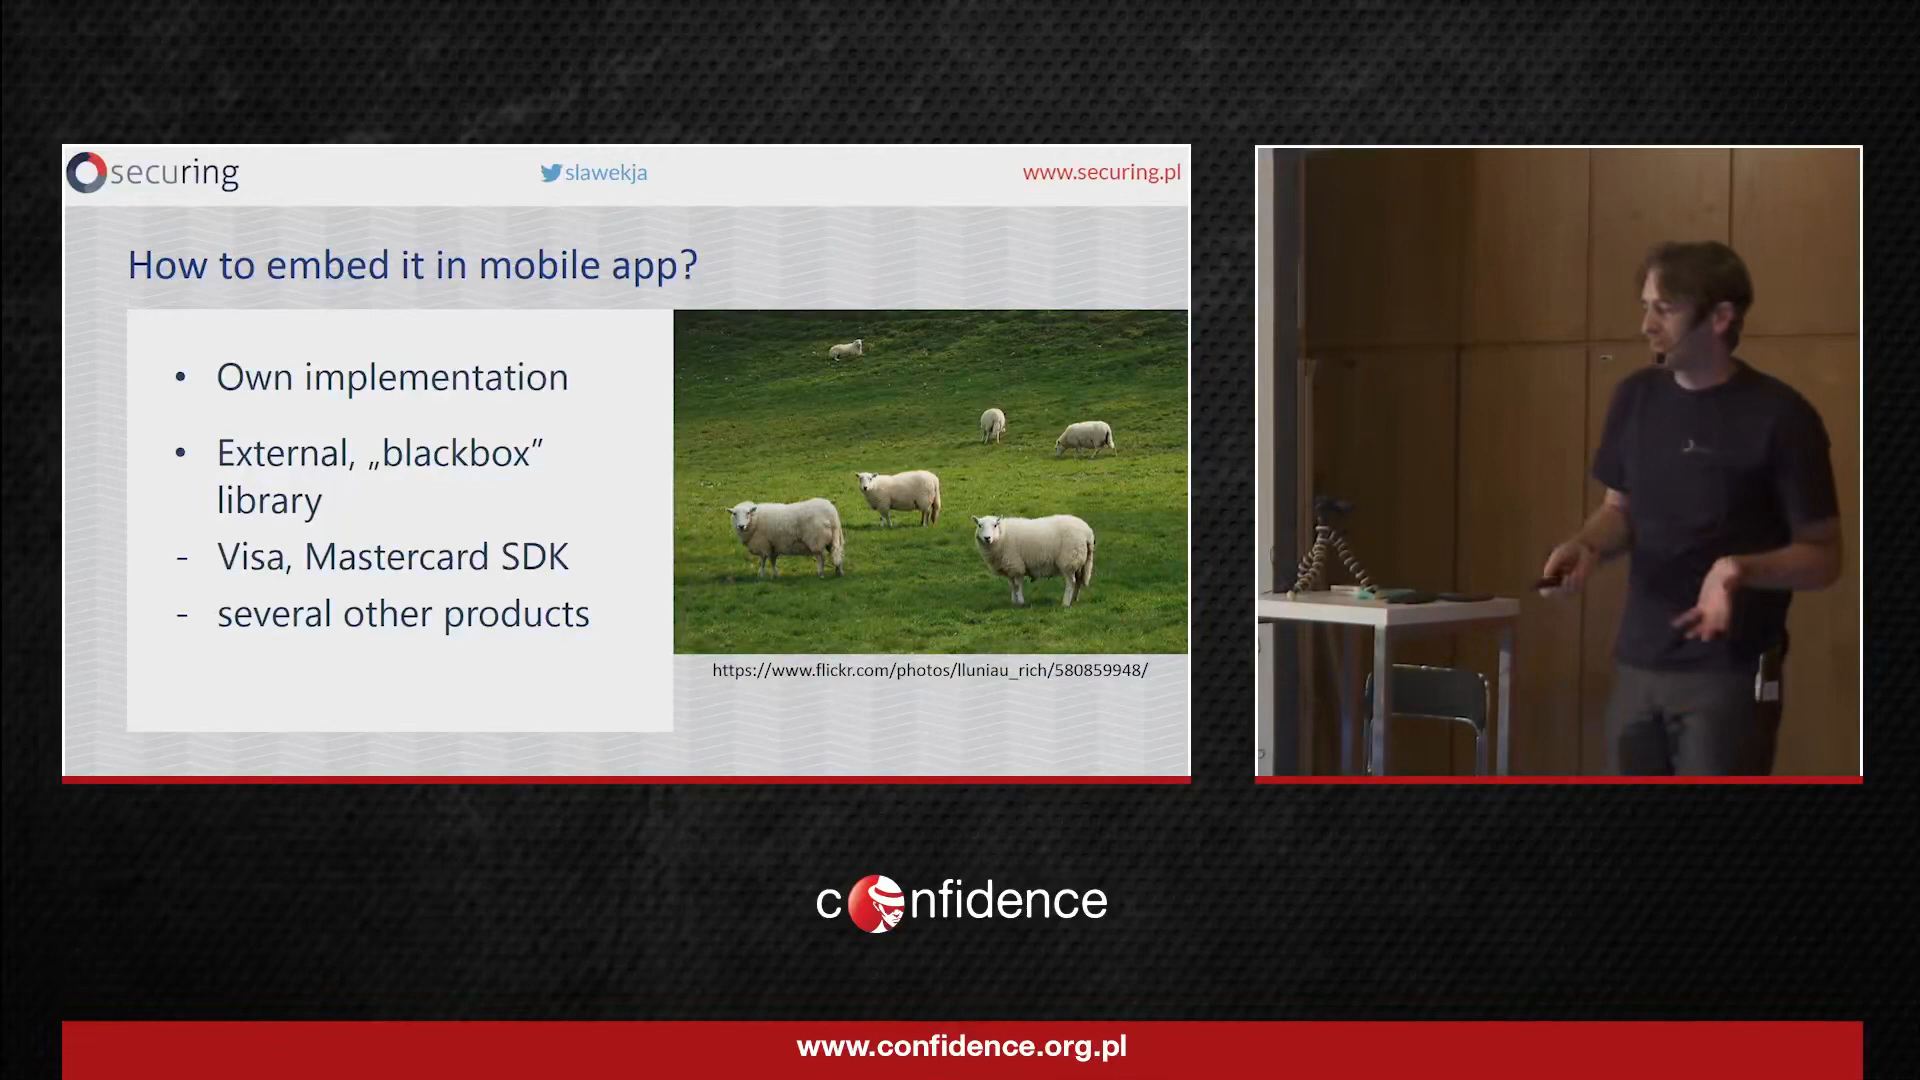 securing
slawekja
www.securing.pl
How to embed it in mobile app?
• Own implementation
• External, „blackbox”
library
- Visa, Mastercard SDK
- several other products
https://www.flickr.com/photos/lluniau_rich/580859948/
confidence
www.confidence.org.pl